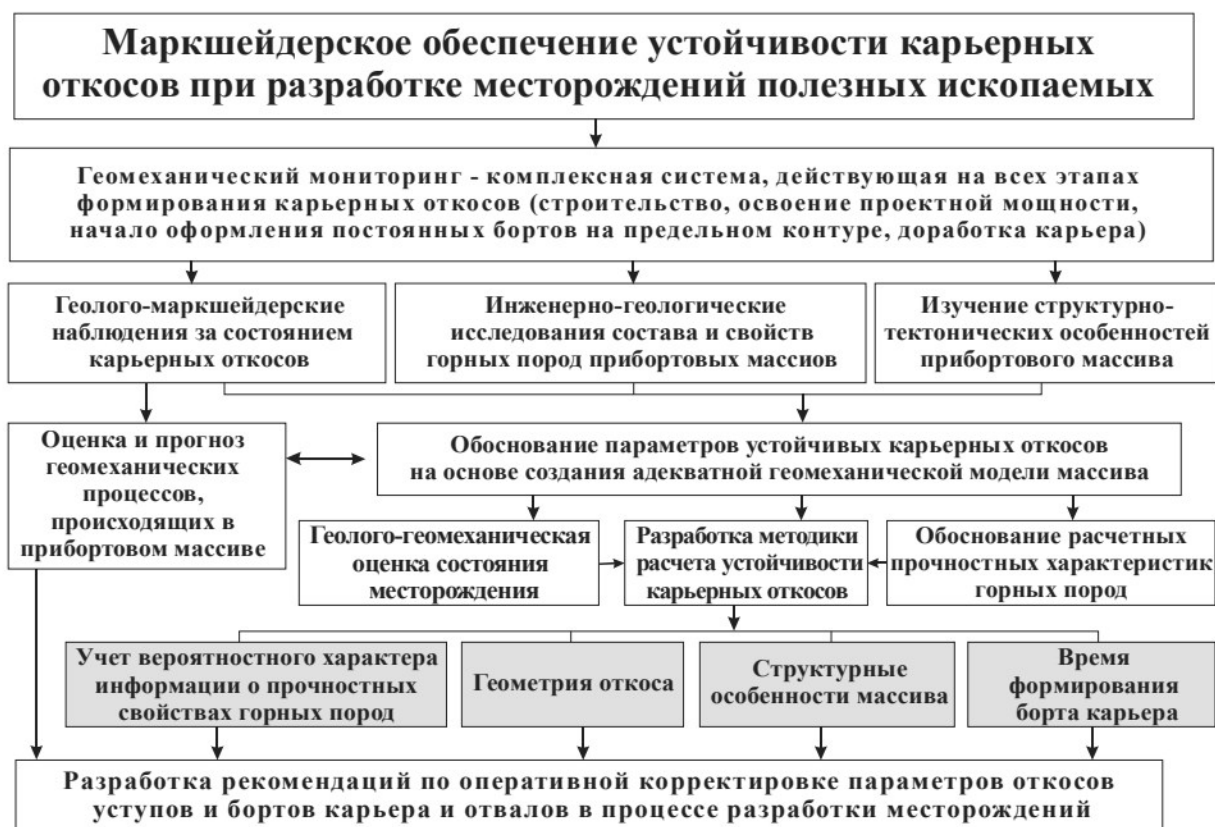 Маркшейдерское обеспечение устойчивости карьерных
откосов при разработке месторождений полезных ископаемых
Геомеханический мониторинг - комплексная система, действующая на всех этапах
формирования карьерных откосов (строительство, освоение проектной мощности,
начало оформления постоянных бортов на предельном контуре, доработка карьера)
Геолого-маркшейдерские
наблюдения за состоянием
карьерных откосов
Инженерно-геологические
исследования состава и свойств
горных пород прибортовых массиов
Изучение структурно-
тектонических особенностей
прибортового массива
Оценка и прогноз
геомеханических
процессов,
происходящих в
прибортовом массиве
Обоснование параметров устойчивых карьерных откосов
на основе создания адекватной геомеханической модели массива
Геолого-геомеханическая
оценка состояния
месторождения
Разработка методики
расчета устойчивости
карьерных откосов
Обоснование расчетных
прочностных характеристик
горных пород
Учет вероятностного характера
информации о прочностных
свойствах горных пород
Геометрия откоса
Структурные
особенности массива
Время
формирования
борта карьера
Разработка рекомендаций по оперативной корректировке параметров откосов
уступов и бортов карьера и отвалов в процессе разработки месторождений